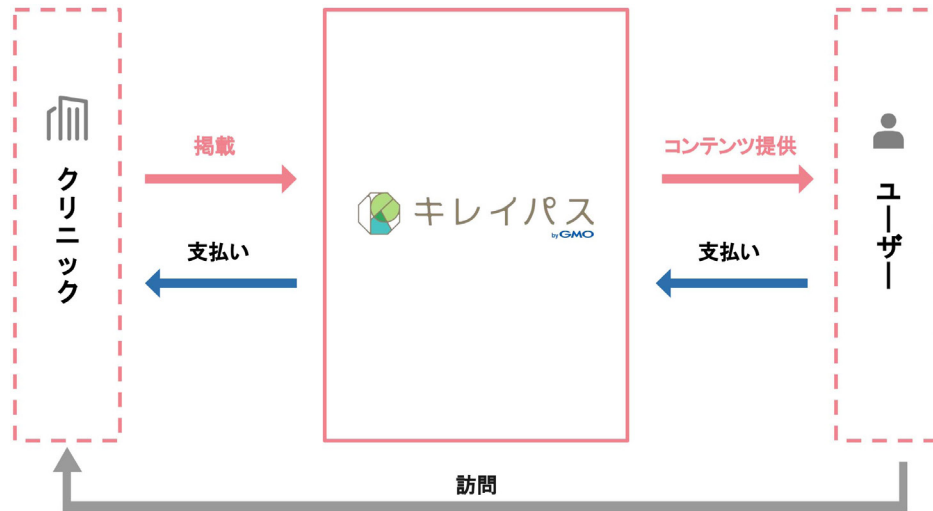 クリニック
掲載
支払い
キレイパス
by GMO
コンテンツ提供
支払い
ユーザー
訪問